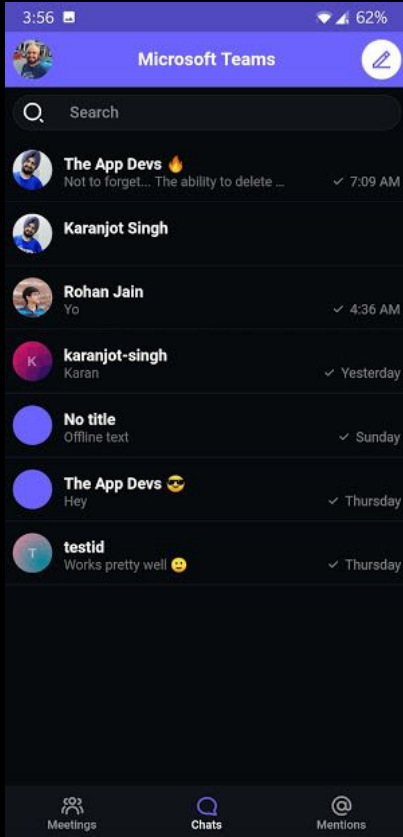 3:56 62%
Microsoft Teams
Search
The App Devs 🔥
Not to forget... The ability to delete ... ✓ 7:09 AM
Karanjot Singh
Rohan Jain
Yo ✓ 4:36 AM
K
karanjot-singh
Karan ✓ Yesterday
No title
Offline text ✓ Sunday
The App Devs 😎
Hey ✓ Thursday
T
testid
Works pretty well 🙂 ✓ Thursday
Meetings Chats Mentions